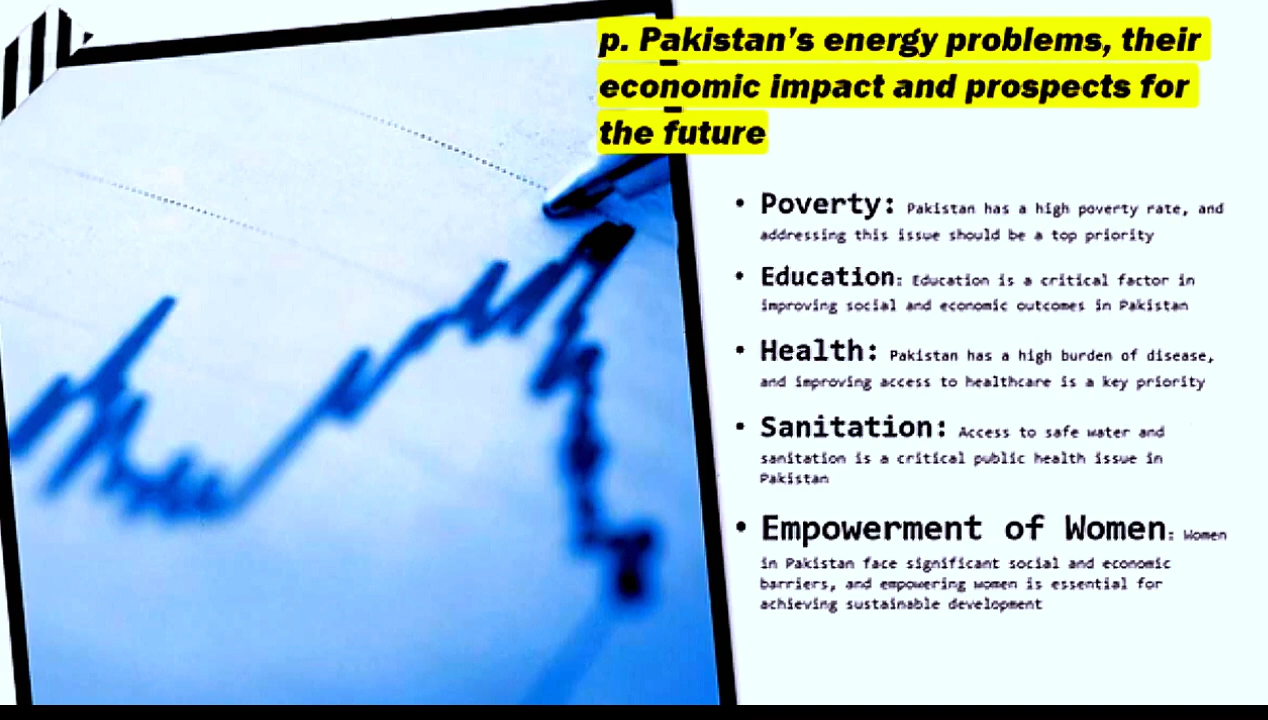 p. Pakistan's energy problems, their
economic impact and prospects for
the future
• Poverty: Pakistan has a high poverty rate, and
addressing this issue should be a top priority
• Education: Education is a critical factor in
improving social and economic outcomes in Pakistan
• Health: Pakistan has a high burden of disease,
and improving access to healthcare is a key priority
• Sanitation: Access to safe water and
sanitation is a critical public health issue in
Pakistan
• Empowerment of Women: Women
in Pakistan face significant social and economic
barriers, and empowering women is essential for
achieving sustainable development